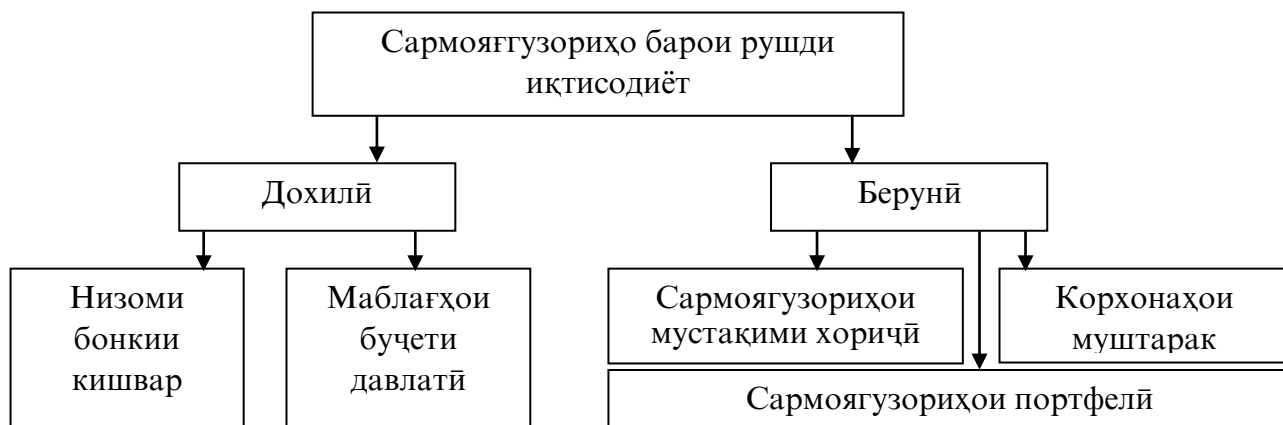 Сармояғгузориҳо барои рушди
иқтисодиёт
Дохилӣ
Берунӣ
Низоми
бонкии
кишвар
Маблағҳои
буҷети
давлатӣ
Сармоягузориҳои
мустақими хориҷӣ
Корхонаҳои
муштарак
Сармоягузориҳои портфелӣ